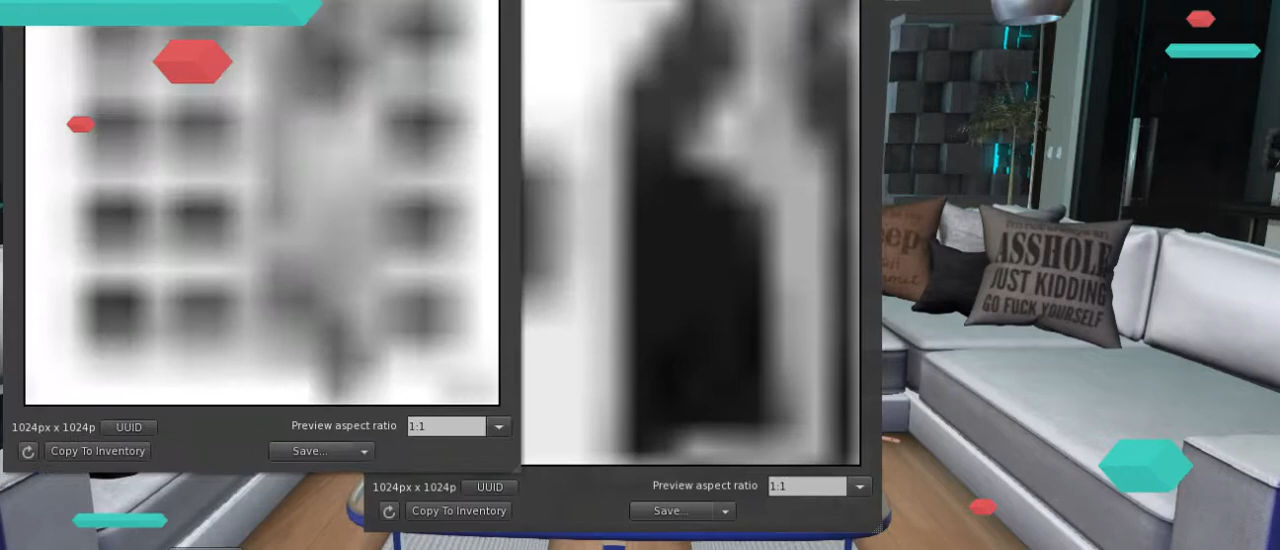 1024px x 1024p UUID
Preview aspect ratio 1:1
Copy To Inventory
Save...
1024px x 1024p UUID
Preview aspect ratio 1:1
Copy To Inventory
Save...
ASSHOLE
JUST KIDDING
GO FUCK YOURSELF